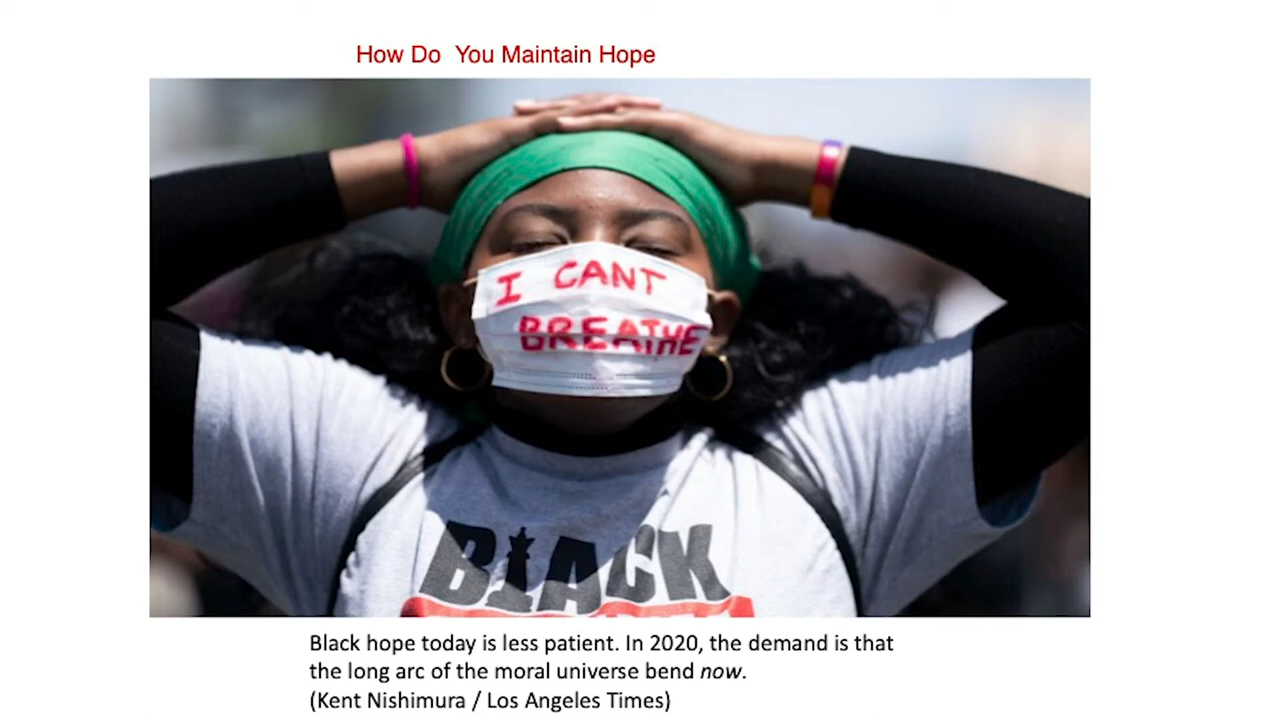 How Do  You Maintain Hope
I CANT
BREATHE
BLACK
Black hope today is less patient. In 2020, the demand is that
the long arc of the moral universe bend now.
(Kent Nishimura / Los Angeles Times)